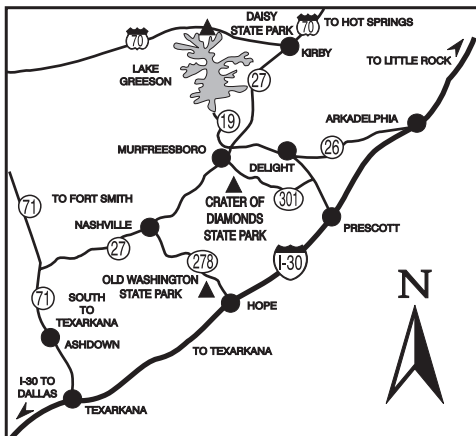 DAISY
STATE PARK
70
70
TO HOT SPRINGS
KIRBY
LAKE
GREESON
27
TO LITTLE ROCK
19
ARKADELPHIA
MURFREESBORO
DELIGHT
26
301
71
TO FORT SMITH
CRATER OF
DIAMONDS
STATE PARK
NASHVILLE
PRESCOTT
27
278
I-30
OLD WASHINGTON
STATE PARK
71
SOUTH
TO
TEXARKANA
HOPE
N
ASHDOWN
TO TEXARKANA
I-30 TO
DALLAS
TEXARKANA